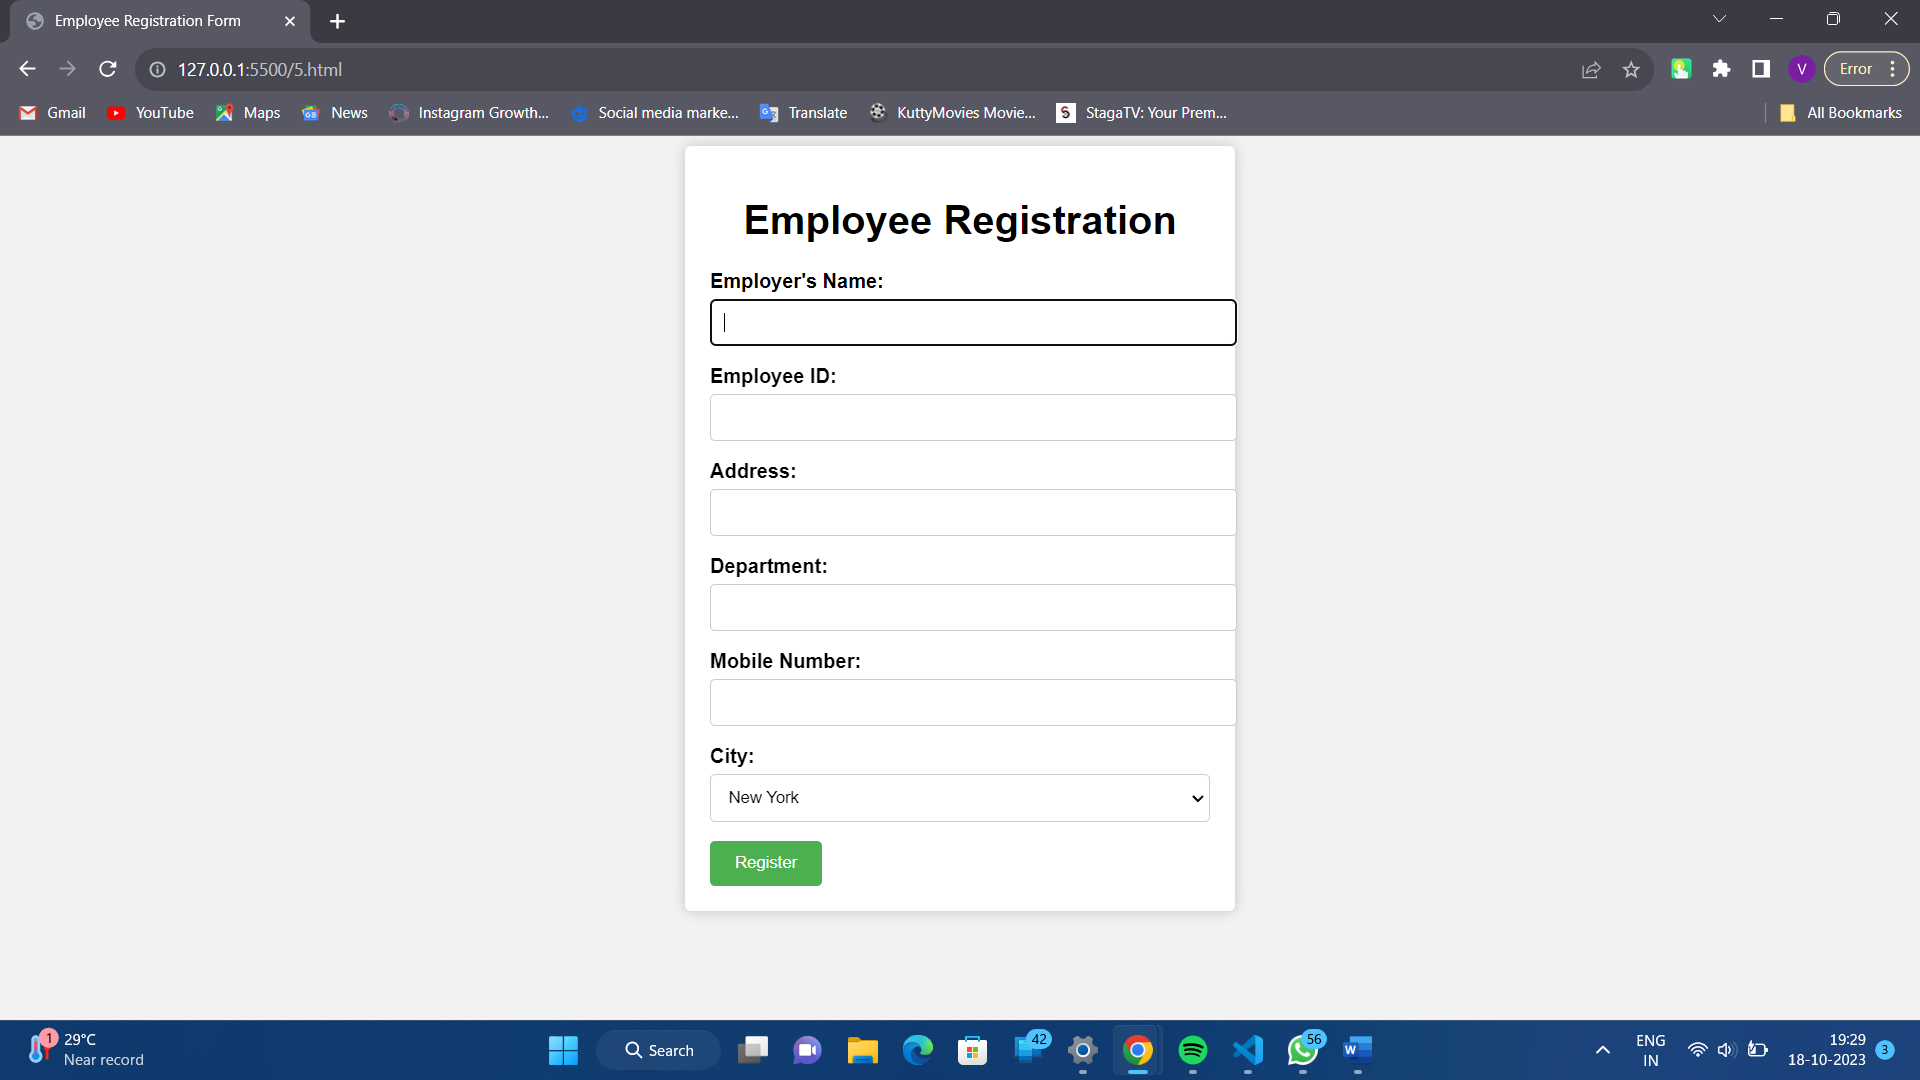 Employee Registration Form
127.0.0.1:5500/5.html
Error
Gmail
YouTube
Maps
News
Instagram Growth...
Social media marke...
Translate
KuttyMovies Movie...
StagaTV: Your Prem...
All Bookmarks
Employee Registration
Employer's Name:
Employee ID:
Address:
Department:
Mobile Number:
City:
New York
Register
1
29°C
Near record
Search
42
56
ENG
IN
19:29
18-10-2023
3